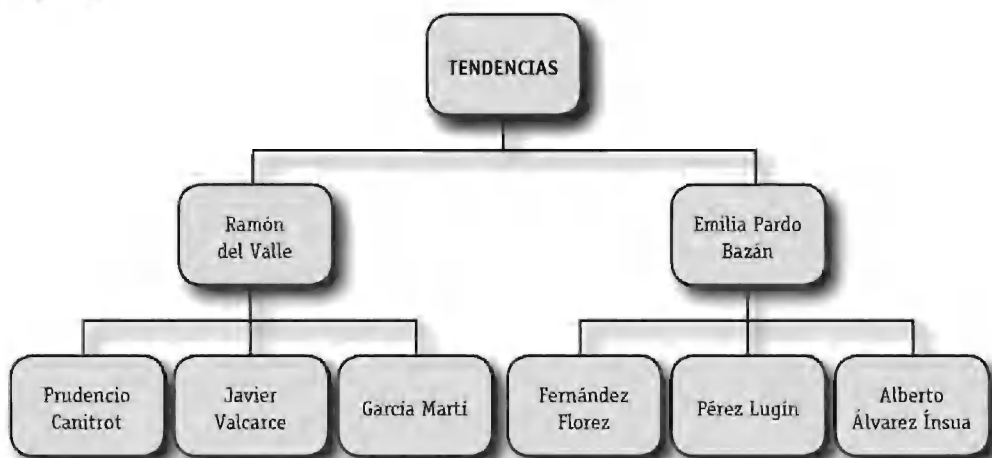 TENDENCIAS
Ramón
del Valle
Emilia Pardo
Bazán
Prudencio
Canitrot
Javier
Valcarce
García Martí
Fernández
Florez
Pérez Lugín
Alberto
Álvarez Ínsua